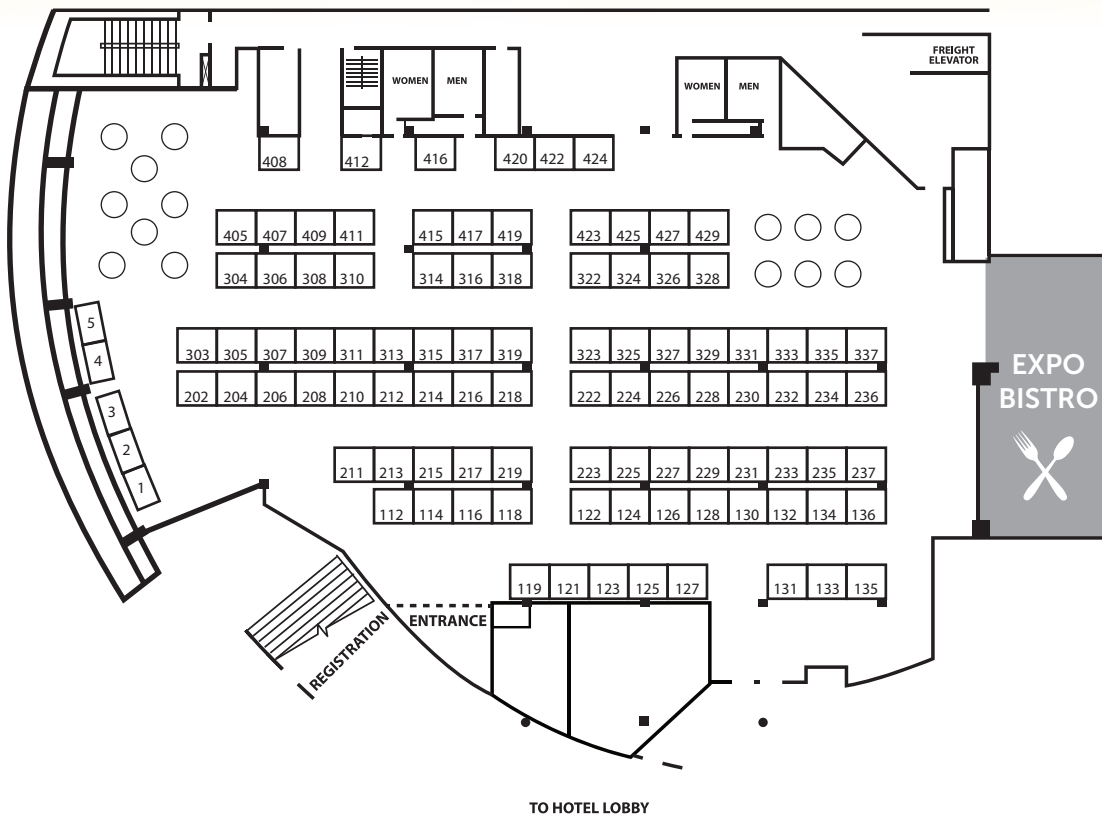 FREIGHT
ELEVATOR
WOMEN MEN
WOMEN MEN
408 412 416 420 422 424
405 407 409 411 415 417 419 423 425 427 429
304 306 308 310 314 316 318 322 324 326 328
5
4
3
2
1
303 305 307 309 311 313 315 317 319 323 325 327 329 331 333 335 337
202 204 206 208 210 212 214 216 218 222 224 226 228 230 232 234 236
EXPO
BISTRO
211 213 215 217 219 223 225 227 229 231 233 235 237
112 114 116 118 122 124 126 128 130 132 134 136
119 121 123 125 127 131 133 135
ENTRANCE
REGISTRATION
TO HOTEL LOBBY